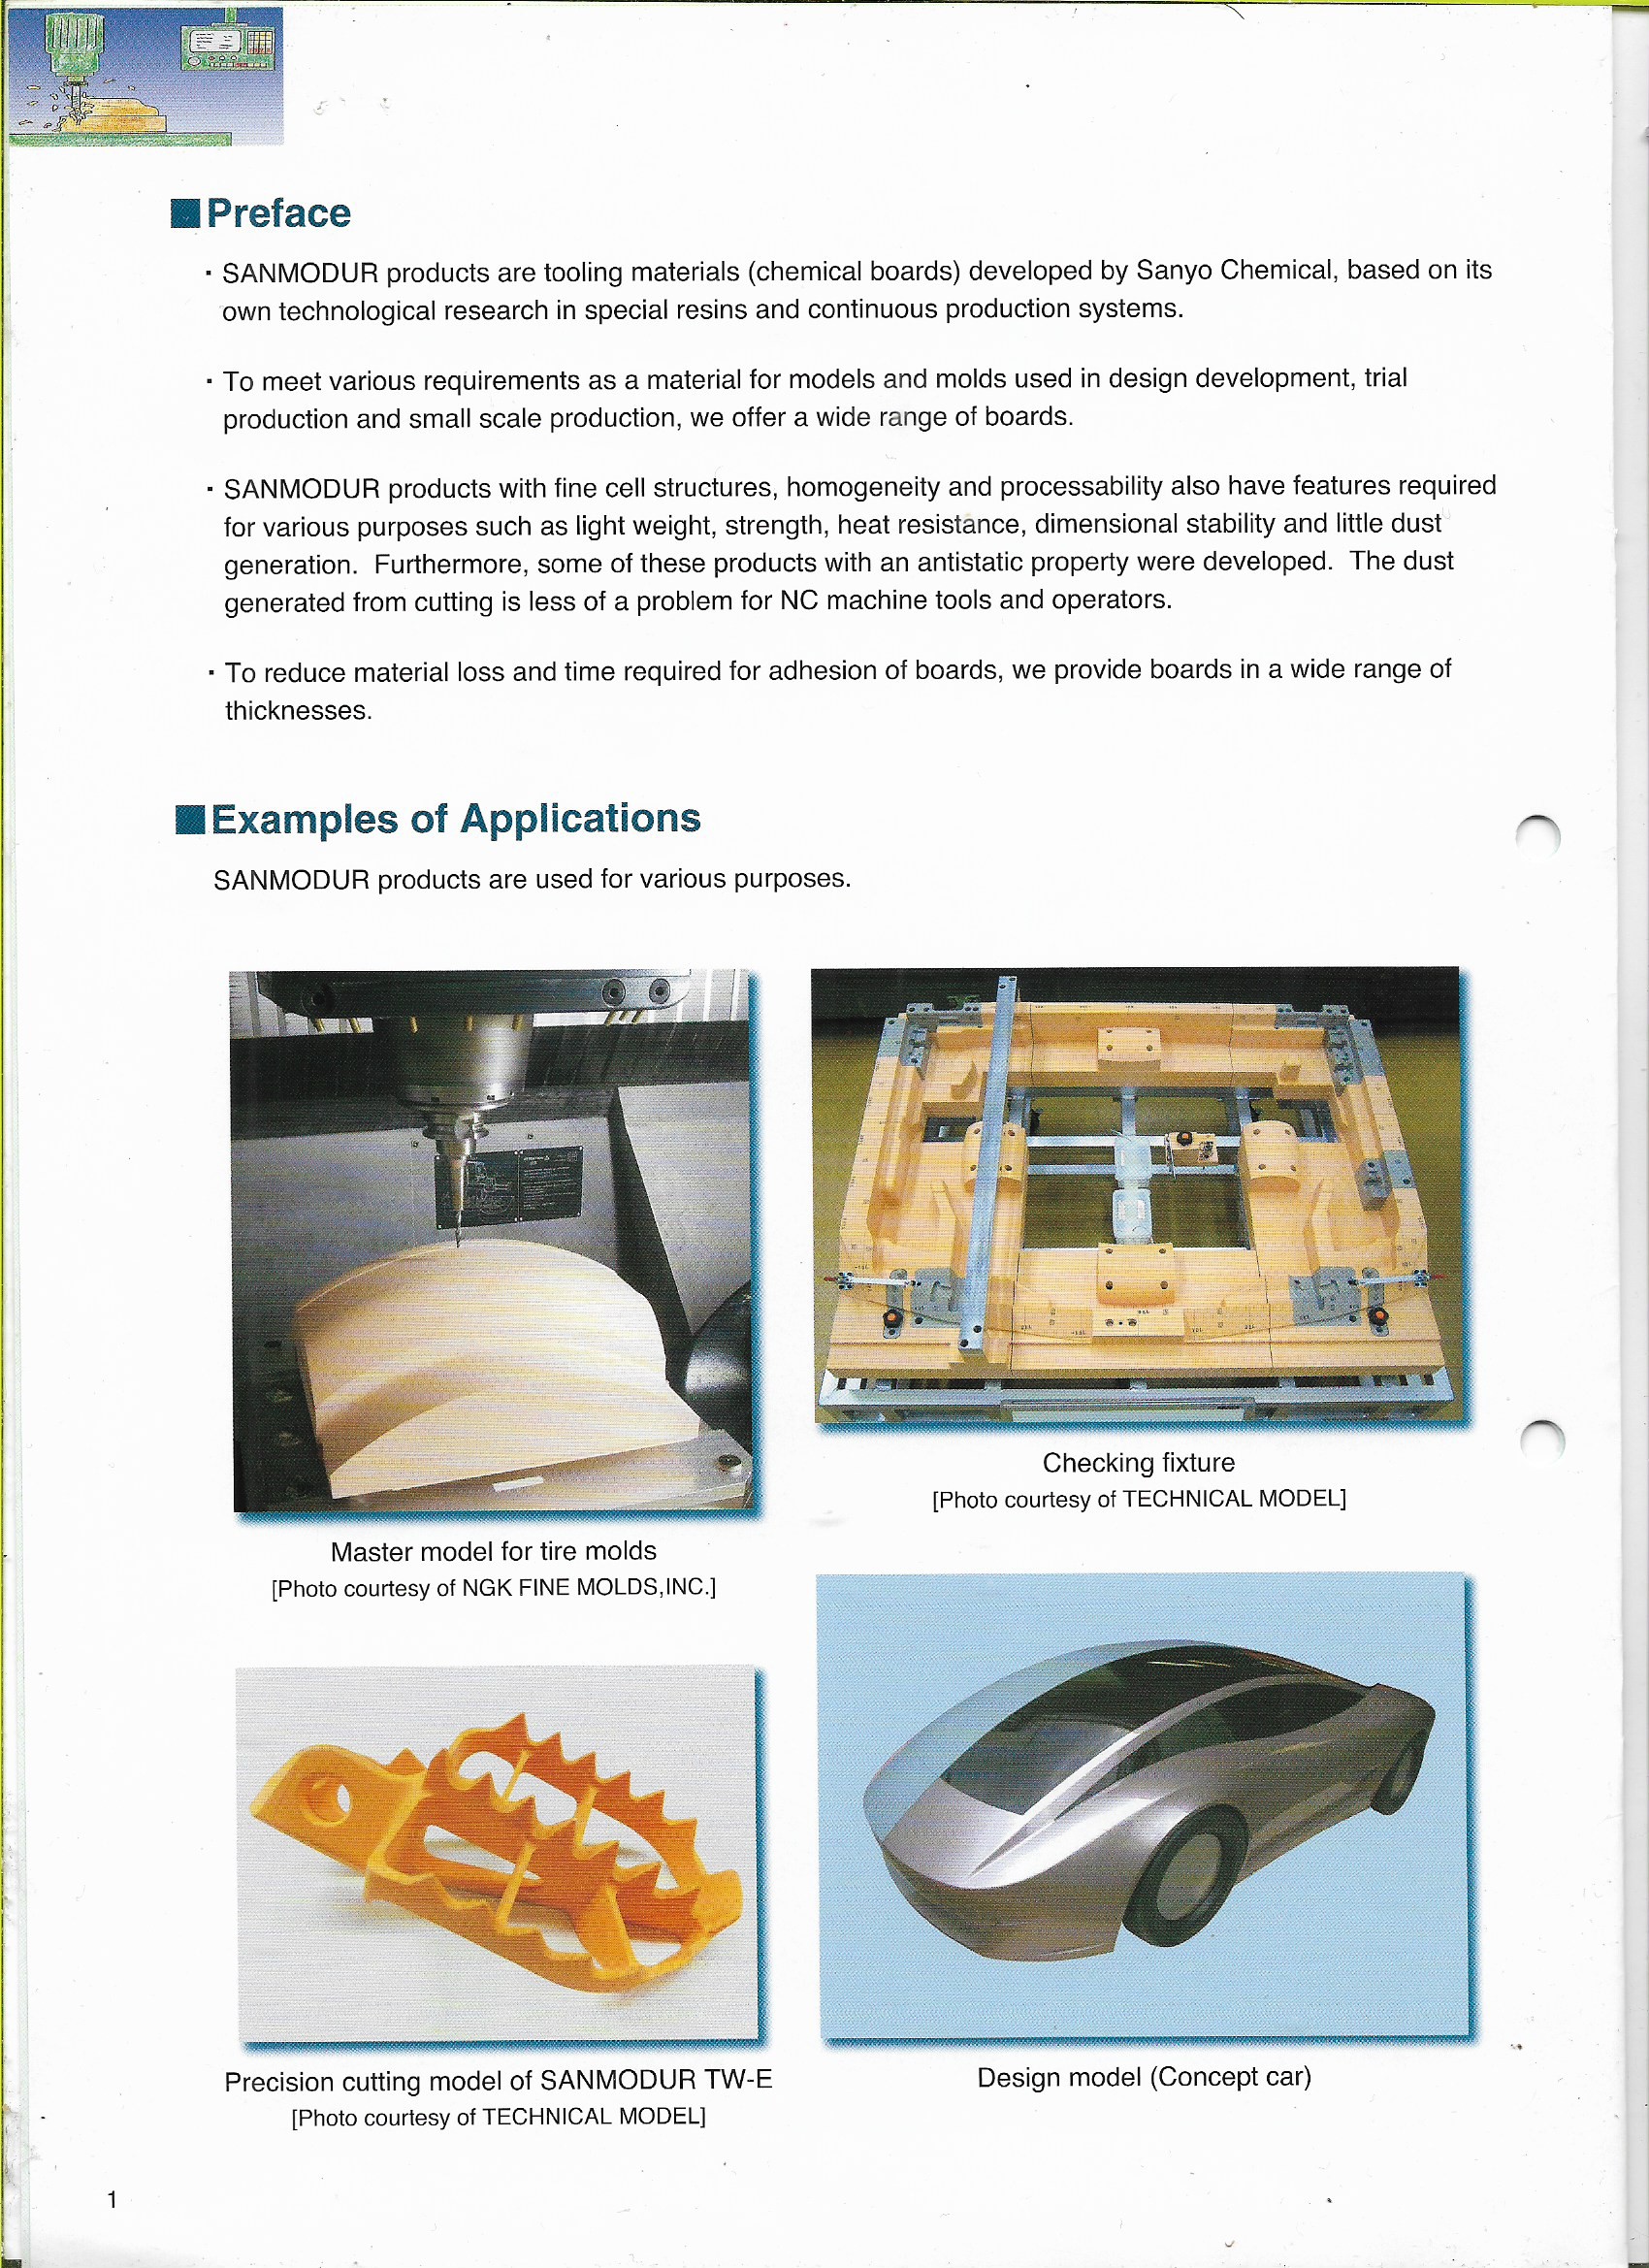 ■Preface
・SANMODUR products are tooling materials (chemical boards) developed by Sanyo Chemical, based on its
own technological research in special resins and continuous production systems.
・To meet various requirements as a material for models and molds used in design development, trial
production and small scale production, we offer a wide range of boards.
・SANMODUR products with fine cell structures, homogeneity and processability also have features required
for various purposes such as light weight, strength, heat resistance, dimensional stability and little dust
generation.  Furthermore, some of these products with an antistatic property were developed.  The dust
generated from cutting is less of a problem for NC machine tools and operators.
・To reduce material loss and time required for adhesion of boards, we provide boards in a wide range of
thicknesses.
■Examples of Applications
SANMODUR products are used for various purposes.
Checking fixture
[Photo courtesy of TECHNICAL MODEL]
Master model for tire molds
[Photo courtesy of NGK FINE MOLDS,INC.]
Precision cutting model of SANMODUR TW-E
[Photo courtesy of TECHNICAL MODEL]
Design model (Concept car)
1